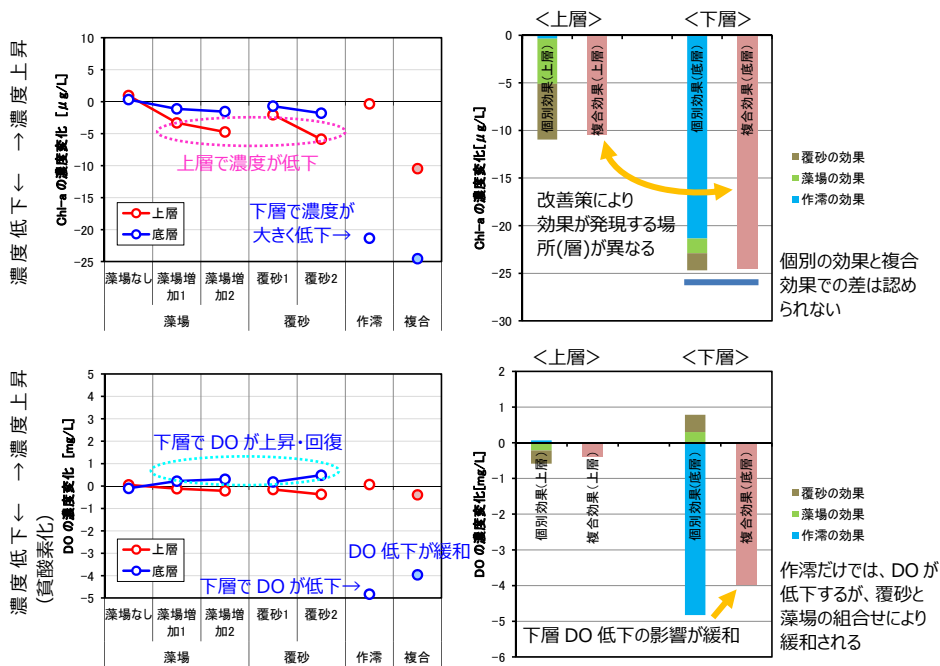 濃度低下← →濃度上昇
Chl-aの濃度変化 [μg/L]
10
5
0
−5
−10
−15
−20
−25
上層で濃度が低下
下層で濃度が
大きく低下→
上層
底層
藻場なし
藻場増
加1
藻場増
加2
覆砂1
覆砂2
藻場
覆砂
作澪
複合
＜上層＞
＜下層＞
Chl-aの濃度変化[μg/L]
0
−5
−10
−15
−20
−25
−30
個別効果(上層)
複合効果(上層)
個別効果(底層)
複合効果(底層)
改善策により
効果が発現する場
所(層)が異なる
覆砂の効果
藻場の効果
作澪の効果
個別の効果と複合
効果での差は認め
られない
濃度低下← →濃度上昇
(貧酸素化)
DOの濃度変化 [mg/L]
5
4
3
2
1
0
−1
−2
−3
−4
−5
下層で DO が上昇・回復
DO 低下が緩和
下層で DO が低下→
上層
底層
藻場なし
藻場増
加1
藻場増
加2
覆砂1
覆砂2
藻場
覆砂
作澪
複合
＜上層＞
＜下層＞
DOの濃度変化[mg/L]
2
1
0
−1
−2
−3
−4
−5
−6
個別効果(上層)
複合効果(上層)
個別効果(底層)
複合効果(底層)
下層 DO 低下の影響が緩和
覆砂の効果
藻場の効果
作澪の効果
作澪だけでは、DO が
低下するが、覆砂と
藻場の組合せにより
緩和される